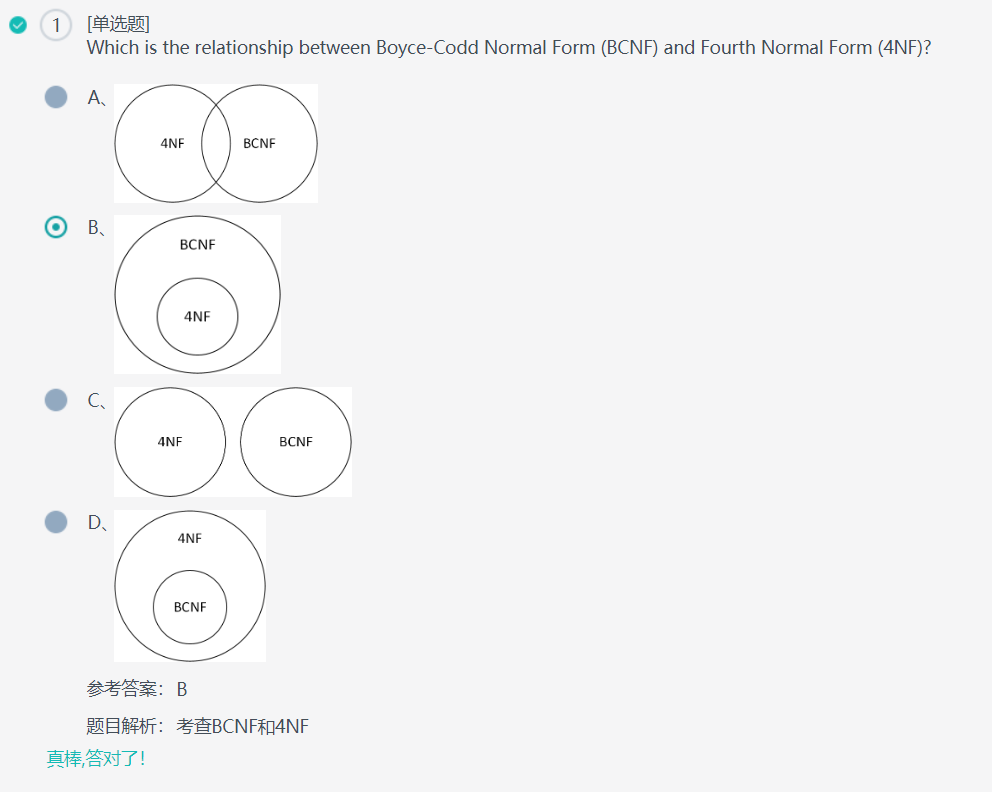 1 [单选题]
Which is the relationship between Boyce-Codd Normal Form (BCNF) and Fourth Normal Form (4NF)?
A、
4NF BCNF
B、
BCNF
4NF
C、
4NF BCNF
D、
4NF
BCNF
参考答案： B
题目解析： 考查BCNF和4NF
真棒,答对了!